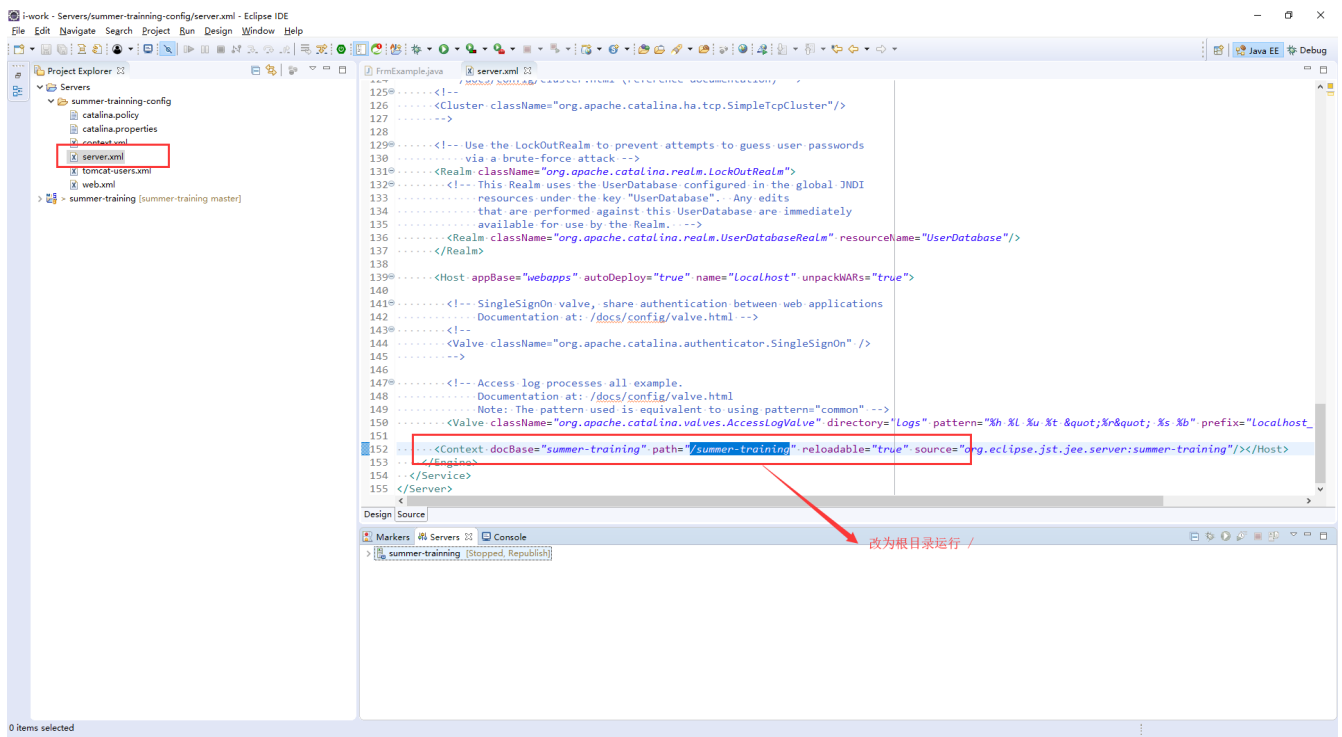 i-work - Servers/summer-trainning-config/server.xml - Eclipse IDE
File Edit Navigate Search Project Run Design Window Help
Java EE Debug
Project Explorer
Servers
summer-trainning-config
catalina.policy
catalina.properties
context.xml
server.xml
tomcat-users.xml
web.xml
> summer-training [summer-training master]
FrmExample.java server.xml
124 /docs/config/cluster.html (reference documentation) -->
125 <!--
126 <Cluster className="org.apache.catalina.ha.tcp.SimpleTcpCluster"/>
127 -->
128
129 <!-- Use the LockOutRealm to prevent attempts to guess user passwords
130 via a brute-force attack -->
131 <Realm className="org.apache.catalina.realm.LockOutRealm">
132 <!-- This Realm uses the UserDatabase configured in the global JNDI
133 resources under the key "UserDatabase". Any edits
134 that are performed against this UserDatabase are immediately
135 available for use by the Realm. -->
136 <Realm className="org.apache.catalina.realm.UserDatabaseRealm" resourceName="UserDatabase"/>
137 </Realm>
138
139 <Host appBase="webapps" autoDeploy="true" name="localhost" unpackWARs="true">
140
141 <!-- SingleSignOn valve, share authentication between web applications
142 Documentation at: /docs/config/valve.html -->
143 <!--
144 <Valve className="org.apache.catalina.authenticator.SingleSignOn" />
145 -->
146
147 <!-- Access log processes all example.
148 Documentation at: /docs/config/valve.html
149 Note: The pattern used is equivalent to using pattern="common" -->
150 <Valve className="org.apache.catalina.valves.AccessLogValve" directory="logs" pattern="%h %l %u %t &quot;%r&quot; %s %b" prefix="localhost_
151
152 <Context docBase="summer-training" path="/summer-training" reloadable="true" source="org.eclipse.jst.jee.server:summer-training"/></Host>
153 </Engine>
154 </Service>
155 </Server>
Design Source
Markers Servers Console
summer-trainning [Stopped, Republish]
改为根目录运行 /
0 items selected